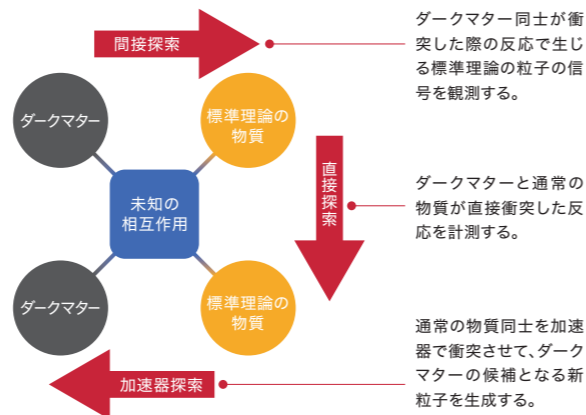 間接探索
ダークマター同士が衝
突した際の反応で生じ
る標準理論の粒子の信
号を観測する。
ダークマター
標準理論の
物質
未知の
相互作用
直接探索
ダークマターと通常の
物質が直接衝突した反
応を計測する。
ダークマター
標準理論の
物質
加速器探索
通常の物質同士を加速
器で衝突させて、ダーク
マターの候補となる新
粒子を生成する。